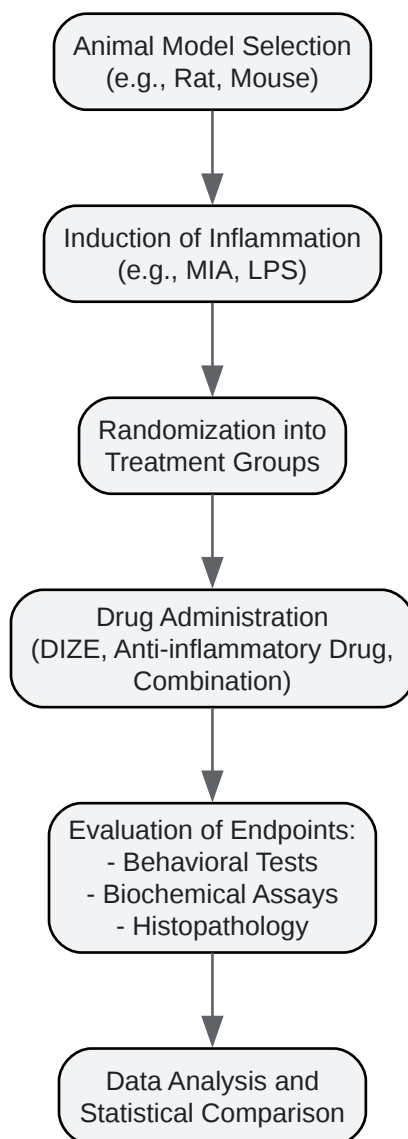 Animal Model Selection
(e.g., Rat, Mouse)
Induction of Inflammation
(e.g., MIA, LPS)
Randomization into
Treatment Groups
Drug Administration
(DIZE, Anti-inflammatory Drug,
Combination)
Evaluation of Endpoints:
- Behavioral Tests
- Biochemical Assays
- Histopathology
Data Analysis and
Statistical Comparison